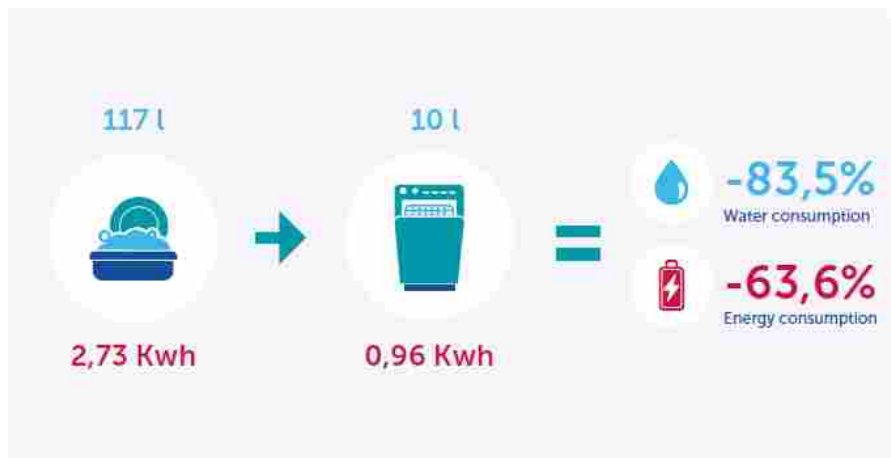 117 l
10 l
-83,5%
Water consumption
-63,6%
Energy consumption
2,73 Kwh
0,96 Kwh